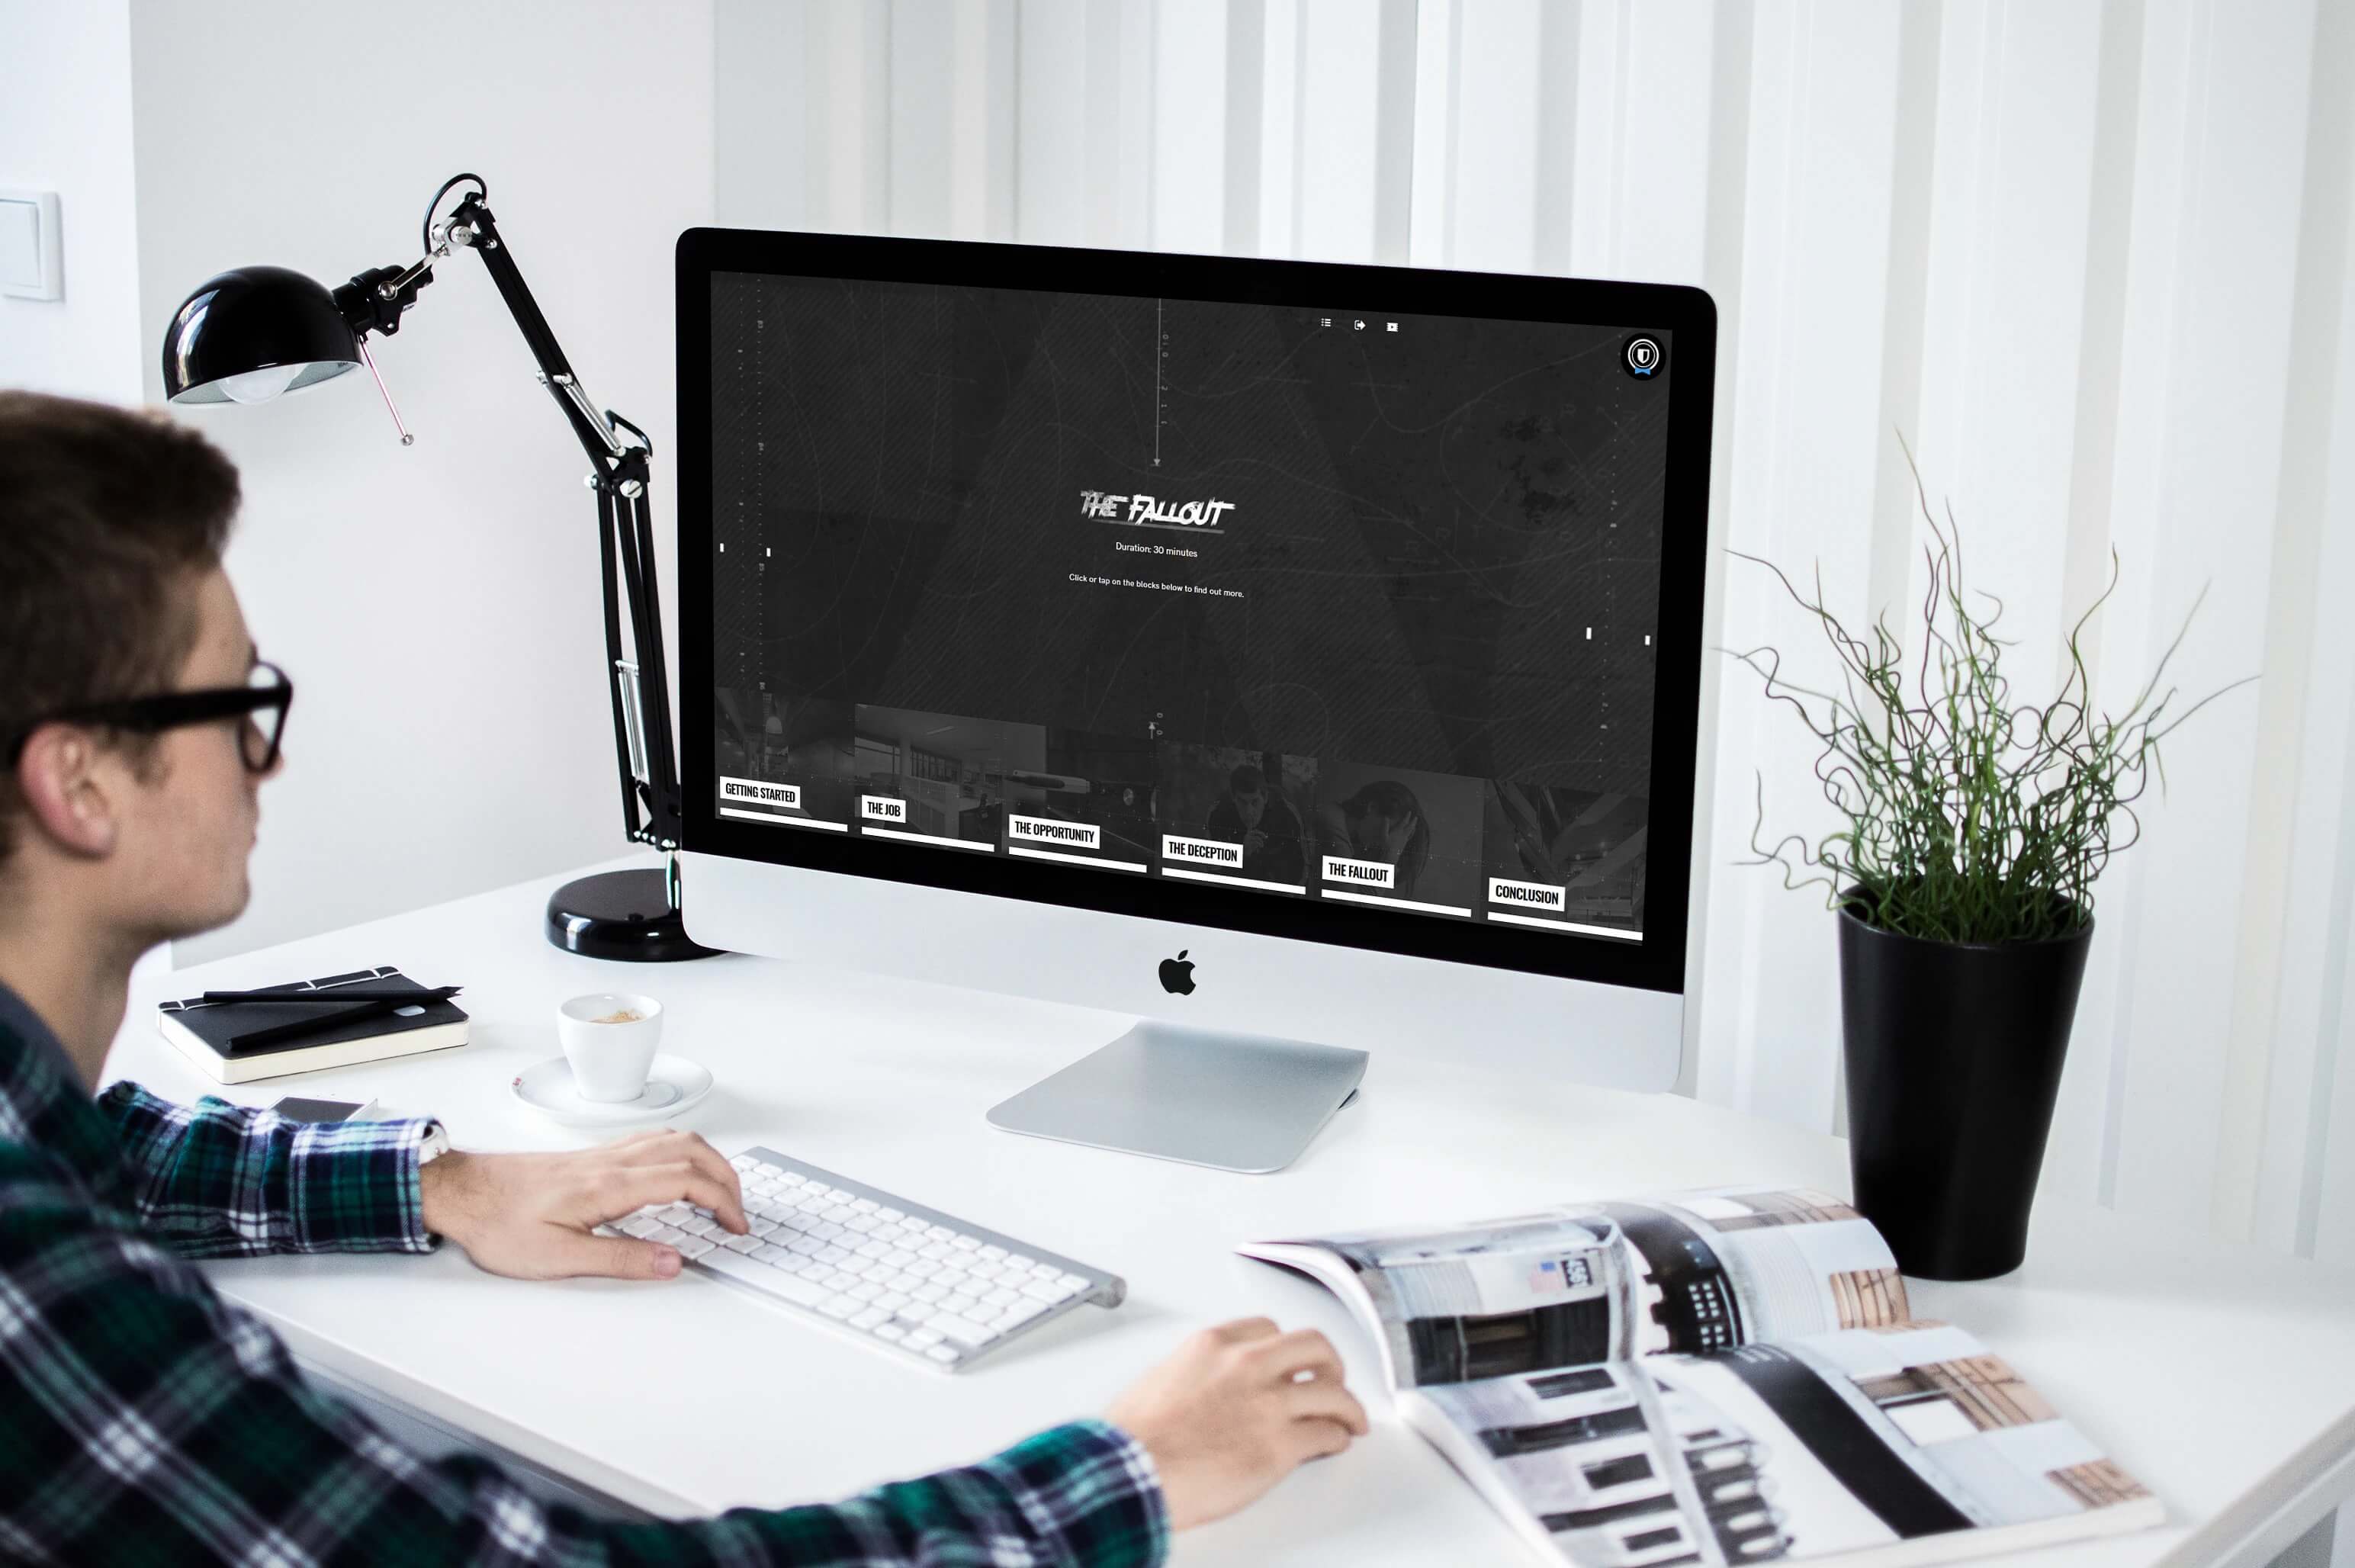 THE FALLOUT
Duration: 30 minutes
Click or tap on the blocks below to find out more.
GETTING STARTED
THE JOB
THE OPPORTUNITY
THE DECEPTION
THE FALLOUT
CONCLUSION